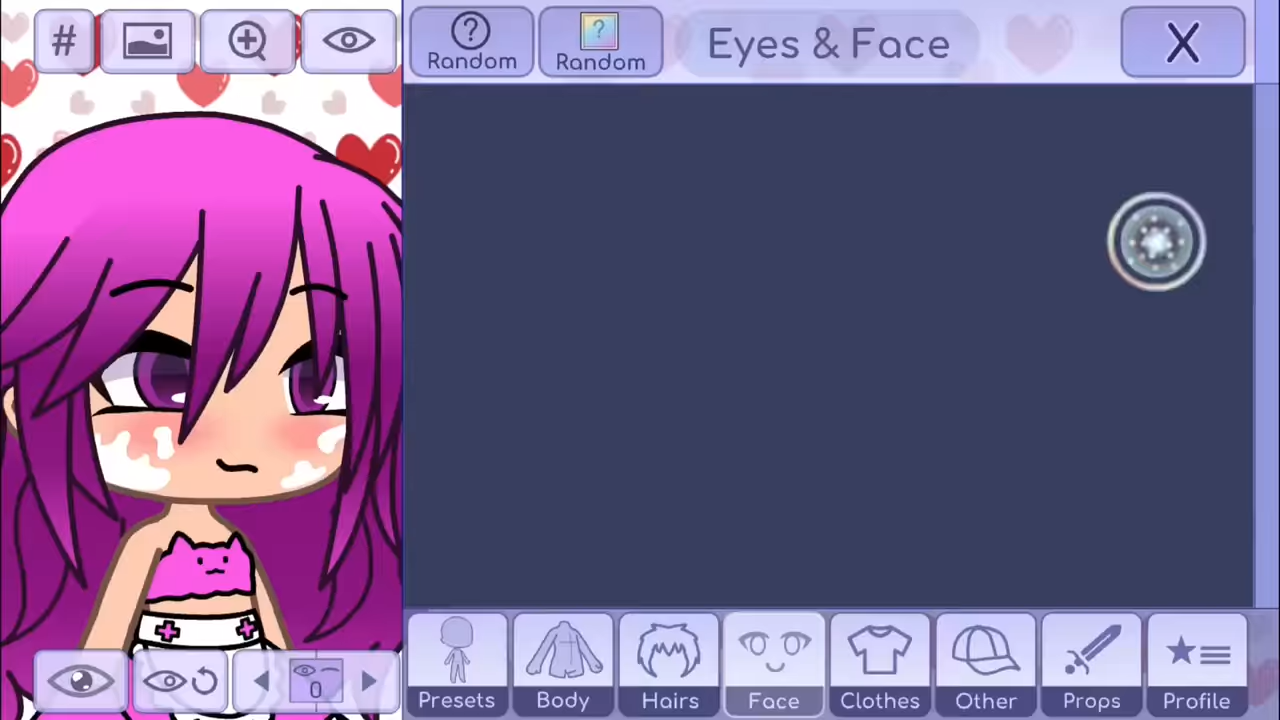 #
? Random
? Random
Eyes & Face
X
0
Presets
Body
Hairs
Face
Clothes
Other
Props
Profile